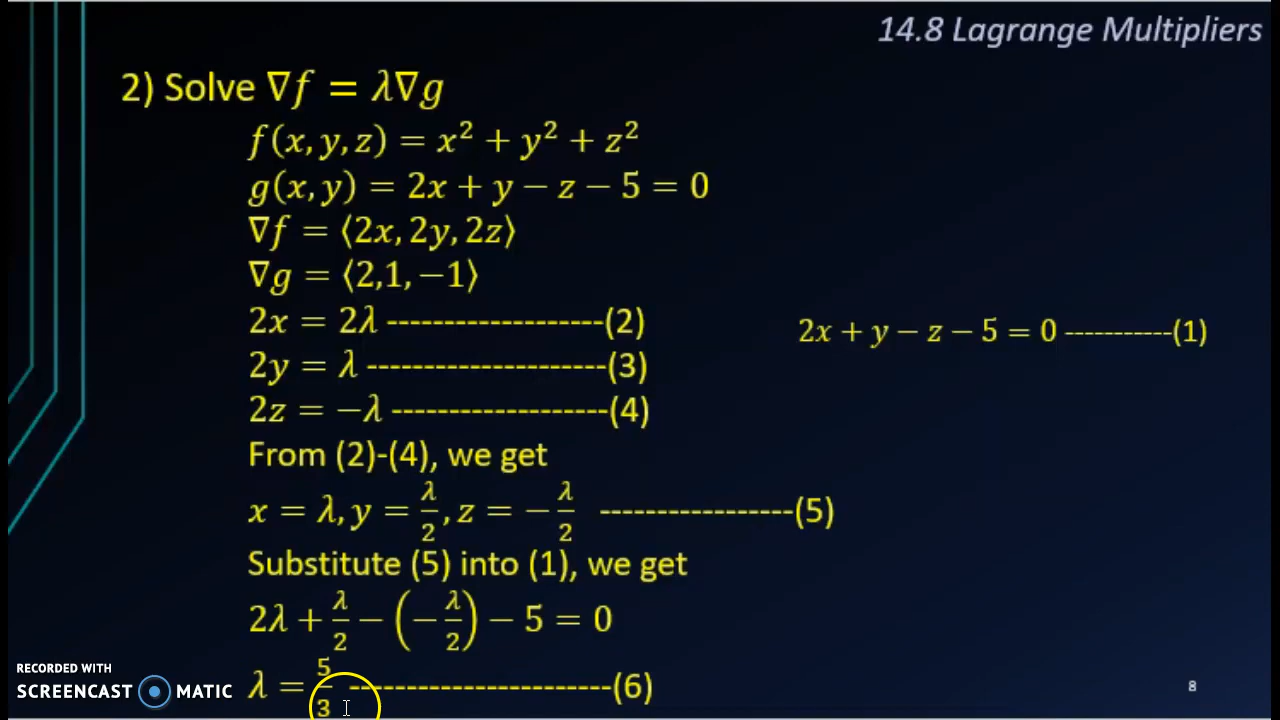 14.8 Lagrange Multipliers
2) Solve ∇f = λ∇g
f(x, y, z) = x² + y² + z²
g(x, y) = 2x + y − z − 5 = 0
∇f = ⟨2x, 2y, 2z⟩
∇g = ⟨2,1, −1⟩
2x = 2λ -------------------(2)
2x + y − z − 5 = 0 -----------(1)
2y = λ ---------------------(3)
2z = −λ -------------------(4)
From (2)-(4), we get
x = λ, y = λ/2, z = −λ/2 -----------------(5)
Substitute (5) into (1), we get
2λ + λ/2 − (−λ/2) − 5 = 0
λ = 5/3 -----------------------(6)
RECORDED WITH
SCREENCAST MATIC
8